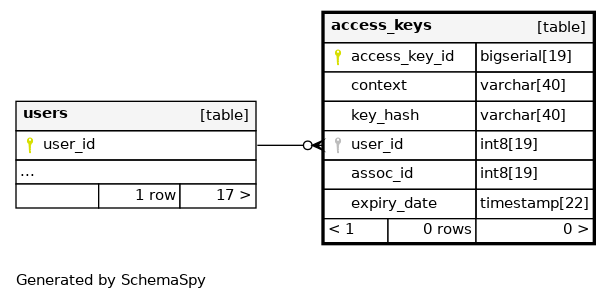 access_keys [table]
access_key_id bigserial[19]
context varchar[40]
key_hash varchar[40]
user_id int8[19]
assoc_id int8[19]
expiry_date timestamp[22]
< 1 0 rows 0 >
users [table]
user_id
...
1 row 17 >
Generated by SchemaSpy